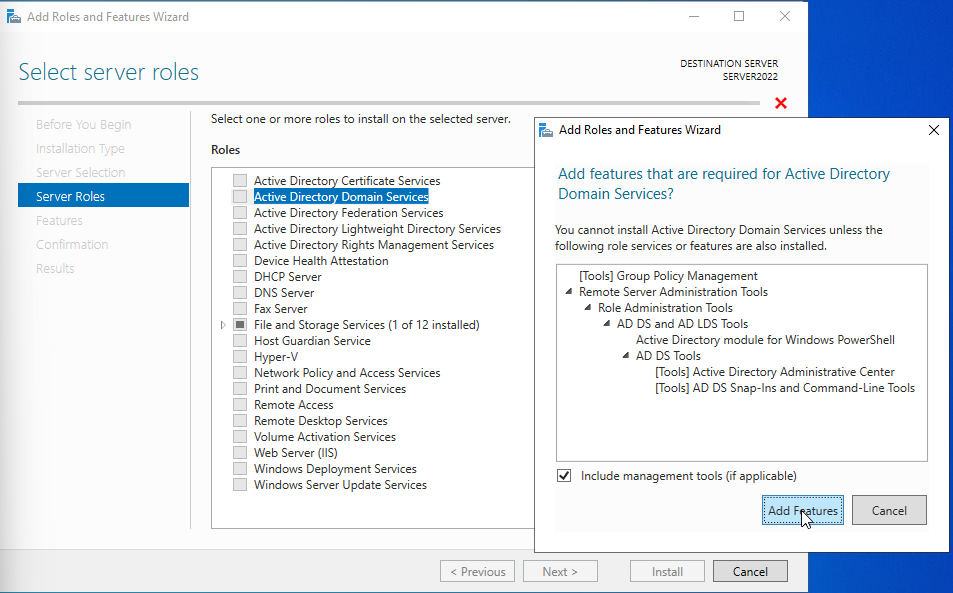 Add Roles and Features Wizard
Select server roles
DESTINATION SERVER
SERVER2022
Before You Begin
Installation Type
Server Selection
Server Roles
Features
Confirmation
Results
Select one or more roles to install on the selected server.
Roles
Active Directory Certificate Services
Active Directory Domain Services
Active Directory Federation Services
Active Directory Lightweight Directory Services
Active Directory Rights Management Services
Device Health Attestation
DHCP Server
DNS Server
Fax Server
File and Storage Services (1 of 12 installed)
Host Guardian Service
Hyper-V
Network Policy and Access Services
Print and Document Services
Remote Access
Remote Desktop Services
Volume Activation Services
Web Server (IIS)
Windows Deployment Services
Windows Server Update Services
< Previous
Next >
Install
Cancel
Add Roles and Features Wizard
Add features that are required for Active Directory
Domain Services?
You cannot install Active Directory Domain Services unless the
following role services or features are also installed.
[Tools] Group Policy Management
Remote Server Administration Tools
Role Administration Tools
AD DS and AD LDS Tools
Active Directory module for Windows PowerShell
AD DS Tools
[Tools] Active Directory Administrative Center
[Tools] AD DS Snap-Ins and Command-Line Tools
Include management tools (if applicable)
Add Features
Cancel